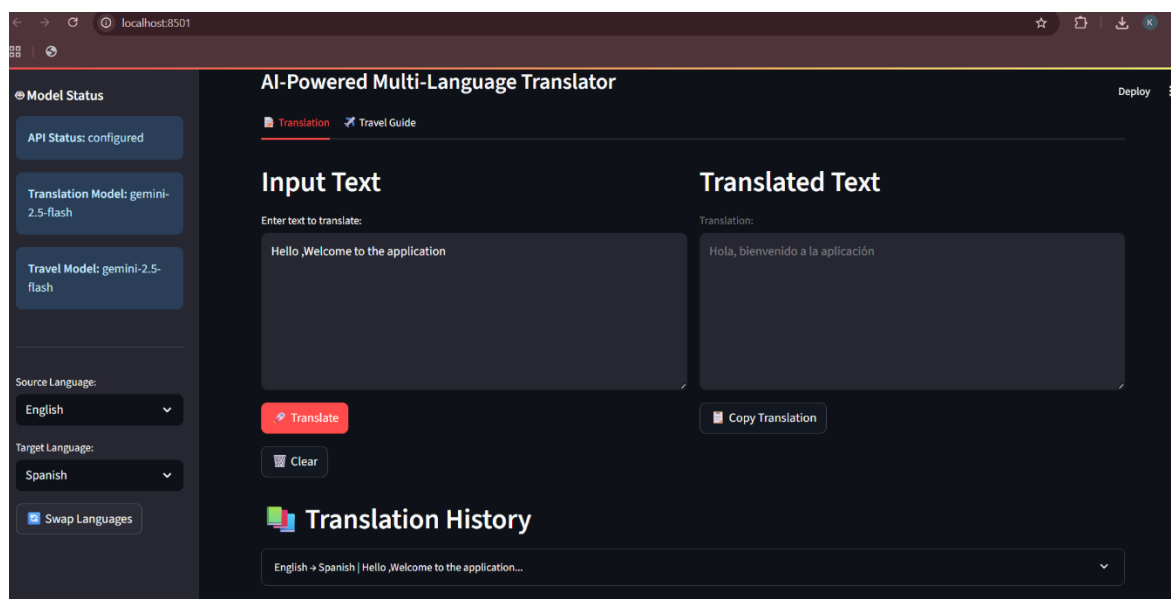 localhost:8501
K
Model Status
API Status: configured
Translation Model: gemini-
2.5-flash
Travel Model: gemini-2.5-
flash
Source Language:
English
Target Language:
Spanish
Swap Languages
AI-Powered Multi-Language Translator
Deploy
Translation
Travel Guide
Input Text
Enter text to translate:
Hello ,Welcome to the application
Translate
Clear
Translated Text
Translation:
Hola, bienvenido a la aplicación
Copy Translation
Translation History
English → Spanish | Hello ,Welcome to the application...